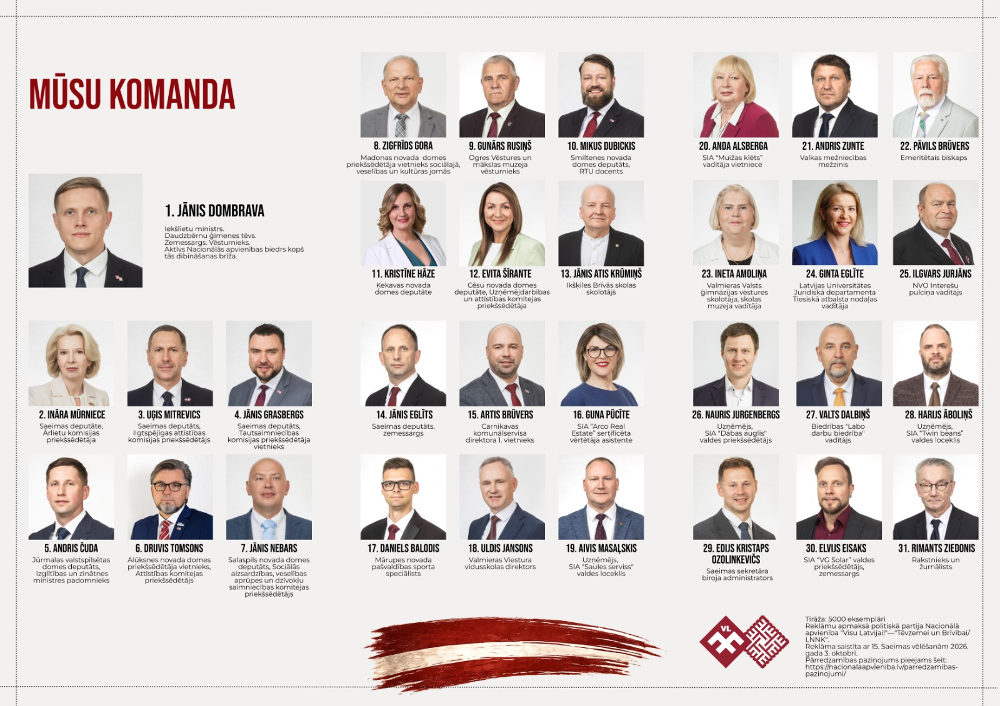 MŪSU KOMANDA
1. JĀNIS DOMBRAVA
Iekšlietu ministrs.
Daudzbērnu ģimenes tēvs.
Zemessargs. Vēsturnieks.
Aktīvs Nacionālās apvienības biedrs kopš
tās dibināšanas brīža.
2. INĀRA MŪRNIECE
Saeimas deputāte,
Ārlietu komisijas
priekšsēdētāja
3. UĢIS MITREVICS
Saeimas deputāts,
Ilgtspējīgas attīstības
komisijas priekšsēdētājs
4. JĀNIS GRASBERGS
Saeimas deputāts,
Tautsaimniecības
komisijas priekšsēdētāja
vietnieks
5. ANDRIS ČUDA
Jūrmalas valstspilsētas
domes deputāts,
Izglītības un zinātnes
ministres padomnieks
6. DRUVIS TOMSONS
Alūksnes novada domes
priekšsēdētāja vietnieks,
Attīstības komitejas
priekšsēdētājs
7. JĀNIS NEBARS
Salaspils novada domes
deputāts, Sociālās
aizsardzības, veselības
aprūpes un dzīvokļu
saimniecības komitejas
priekšsēdētājs
8. ZIGFRĪDS GORA
Madonas novada domes
priekšsēdētāja vietnieks sociālajā,
veselības un kultūras jomās
9. GUNĀRS RUSIŅŠ
Ogres Vēstures un
mākslas muzeja
vēsturnieks
10. MIKUS DUBICKIS
Smiltenes novada
domes deputāts,
RTU docents
11. KRISTĪNE HĀZE
Ķekavas novada
domes deputāte
12. EVITA ŠĪRANTE
Cēsu novada domes
deputāte, Uzņēmējdarbības
un attīstības komitejas
priekšsēdētāja
13. JĀNIS ATIS KRŪMIŅŠ
Ikšķiles Brīvās skolas
skolotājs
14. JĀNIS EGLĪTS
Saeimas deputāts,
zemessargs
15. ARTIS BRŪVERS
Carnikavas
komunālservisa
direktora 1. vietnieks
16. GUNA PŪCĪTE
SIA “Arco Real
Estate” sertificēta
vērtētāja asistente
17. DANIELS BALODIS
Mārupes novada
pašvaldības sporta
speciālists
18. ULDIS JANSONS
Valmieras Viestura
vidusskolas direktors
19. AIVIS MASAĻSKIS
Uzņēmējs,
SIA "Saules serviss"
valdes loceklis
20. ANDA ALSBERGA
SIA “Muižas klēts”
vadītāja vietniece
21. ANDRIS ZUNTE
Valkas mežniecības
mežzinis
22. PĀVILS BRŪVERS
Emeritētais bīskaps
23. INETA AMOLIŅA
Valmieras Valsts
ģimnāzijas vēstures
skolotāja, skolas
muzeja vadītāja
24. GINTA EGLĪTE
Latvijas Universitātes
Juridiskā departamenta
Tiesiskā atbalsta nodaļas
vadītāja
25. ILGVARS JURJĀNS
NVO Interešu
pulciņa vadītājs
26. NAURIS JURGENBERGS
Uzņēmējs,
SIA "Dabas auglis"
valdes priekšsēdētājs
27. VALTS DALBIŅŠ
Biedrības "Labo
darbu biedrība"
vadītājs
28. HARIJS ĀBOLIŅŠ
Uzņēmējs,
SIA “Twin beans”
valdes loceklis
29. EDIJS KRISTAPS
OZOLINKEVIČS
Saeimas sekretāra
biroja administrators
30. ELVIJS EISAKS
SIA “VG Solar” valdes
priekšsēdētājs,
zemessargs
31. RIMANTS ZIEDONIS
Rakstnieks un
žurnālists
VL
Tirāža: 5000 eksemplāri
Reklāmu apmaksā politiskā partija Nacionālā
apvienība "Visu Latvijai!"—"Tēvzemei un Brīvībai/
LNNK".
Reklāma saistīta ar 15. Saeimas vēlēšanām 2026.
gada 3. oktobrī.
Pārredzamības paziņojums pieejams šeit:
https://nacionalaapvieniba.lv/parredzamibas-
pazinojumi/